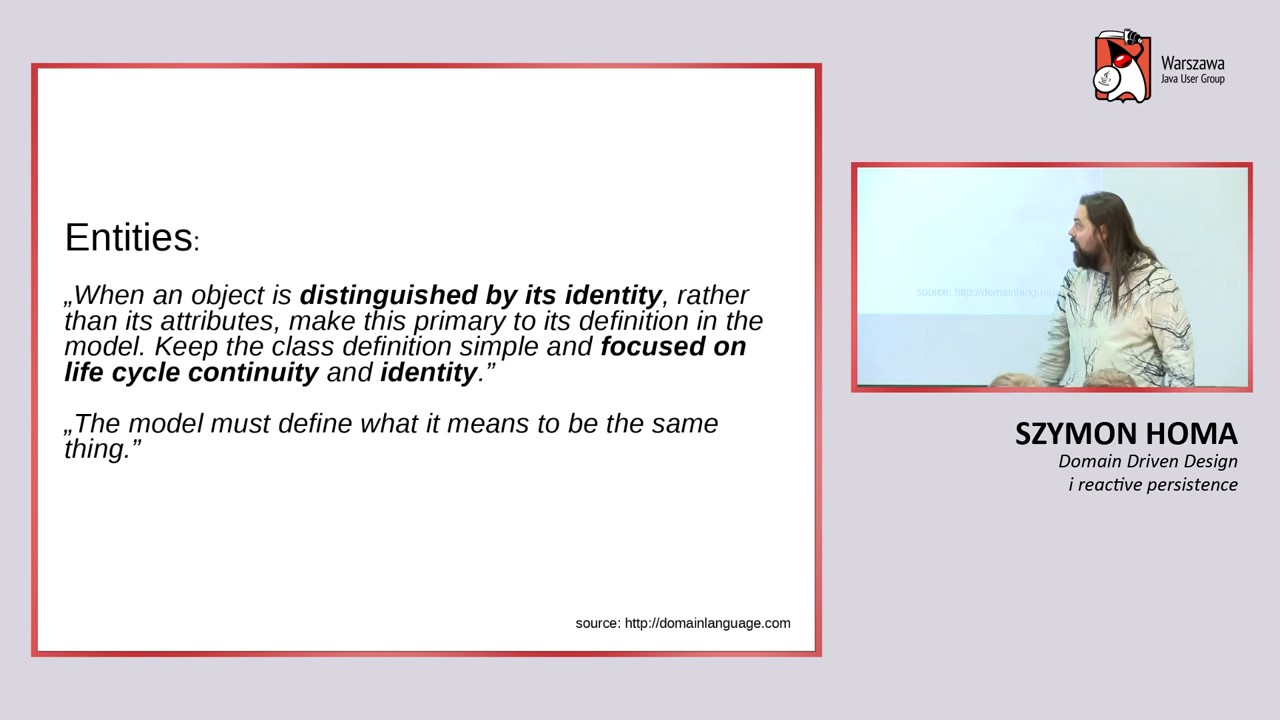 Entities:
„When an object is distinguished by its identity, rather
than its attributes, make this primary to its definition in the
model. Keep the class definition simple and focused on
life cycle continuity and identity.”
„The model must define what it means to be the same
thing.”
source: http://domainlanguage.com
Warszawa
Java User Group
source: http://domainlanguag
SZYMON HOMA
Domain Driven Design
i reactive persistence